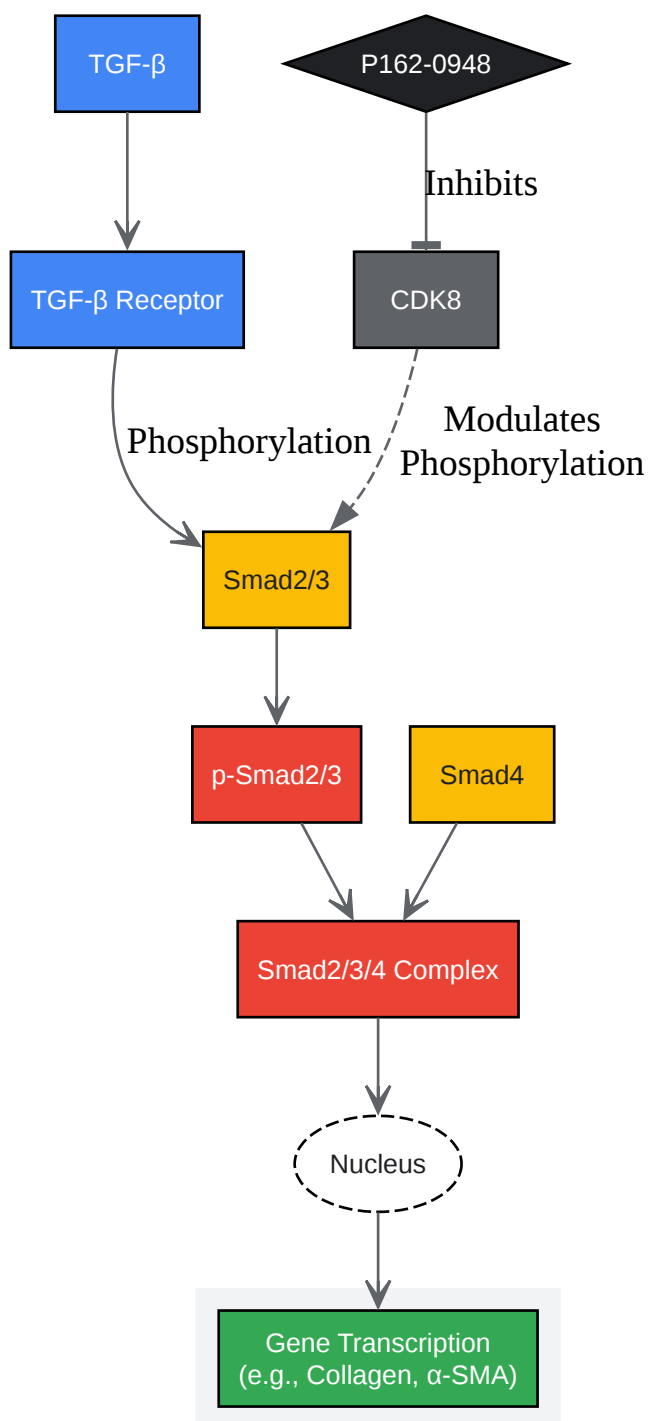 TGF-β
P162-0948
Inhibits
TGF-β Receptor
CDK8
Phosphorylation
Modulates
Phosphorylation
Smad2/3
p-Smad2/3
Smad4
Smad2/3/4 Complex
Nucleus
Gene Transcription
(e.g., Collagen, α-SMA)